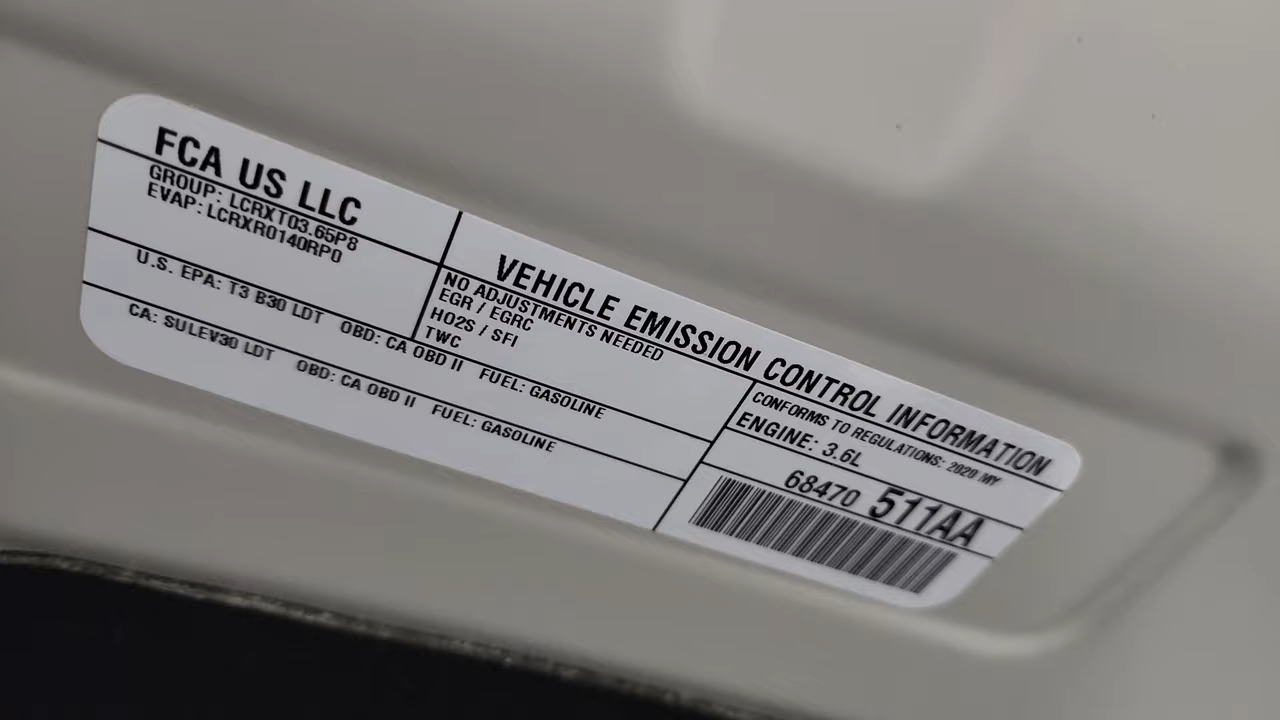 FCA US LLC
GROUP: LCRXT03.65P8
EVAP: LCRXR0140RP0
VEHICLE EMISSION CONTROL INFORMATION
NO ADJUSTMENTS NEEDED
EGR / EGRC
HO2S / SFI
TWC
CONFORMS TO REGULATIONS: 2020 MY
ENGINE: 3.6L
U.S. EPA: T3 B30 LDT OBD: CA OBD II FUEL: GASOLINE
CA: SULEV30 LDT OBD: CA OBD II FUEL: GASOLINE
68470 511AA